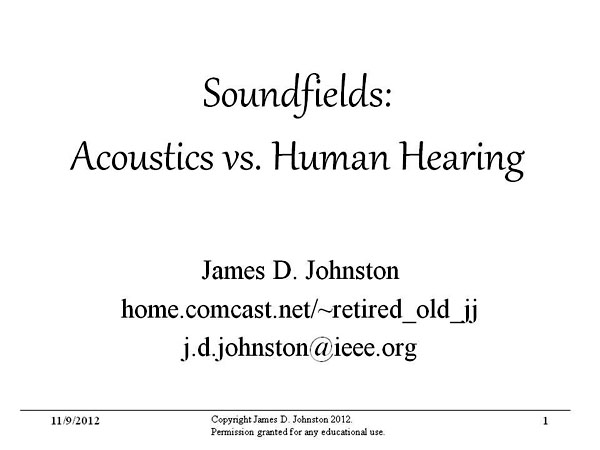 Soundfields:
Acoustics vs. Human Hearing
James D. Johnston
home.comcast.net/~retired_old_jj
j.d.johnston@ieee.org
11/9/2012
Copyright James D. Johnston 2012.
Permission granted for any educational use.
1